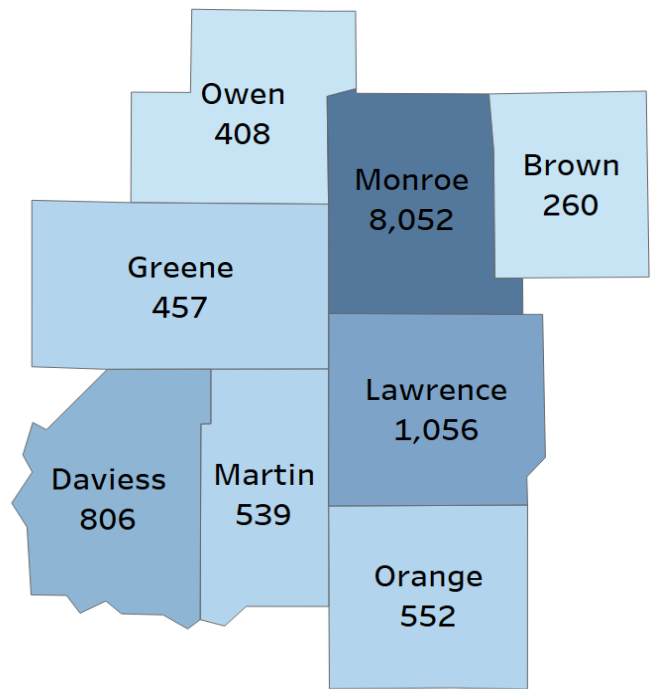 Owen
408
Monroe
8,052
Brown
260
Greene
457
Lawrence
1,056
Daviess
806
Martin
539
Orange
552